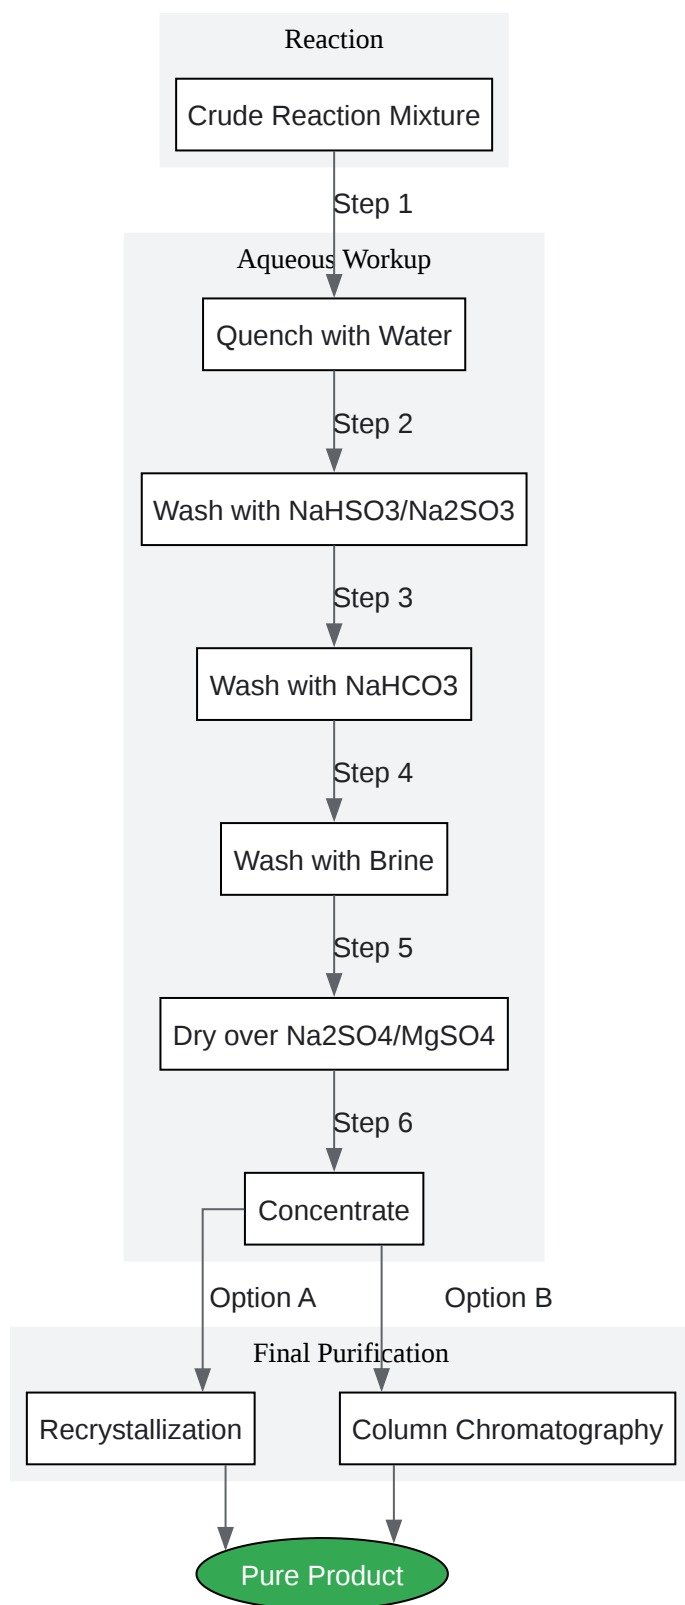 Reaction
Crude Reaction Mixture
Step 1
Aqueous Workup
Quench with Water
Step 2
Wash with NaHSO3/Na2SO3
Step 3
Wash with NaHCO3
Step 4
Wash with Brine
Step 5
Dry over Na2SO4/MgSO4
Step 6
Concentrate
Option A
Option B
Final Purification
Recrystallization
Column Chromatography
Pure Product